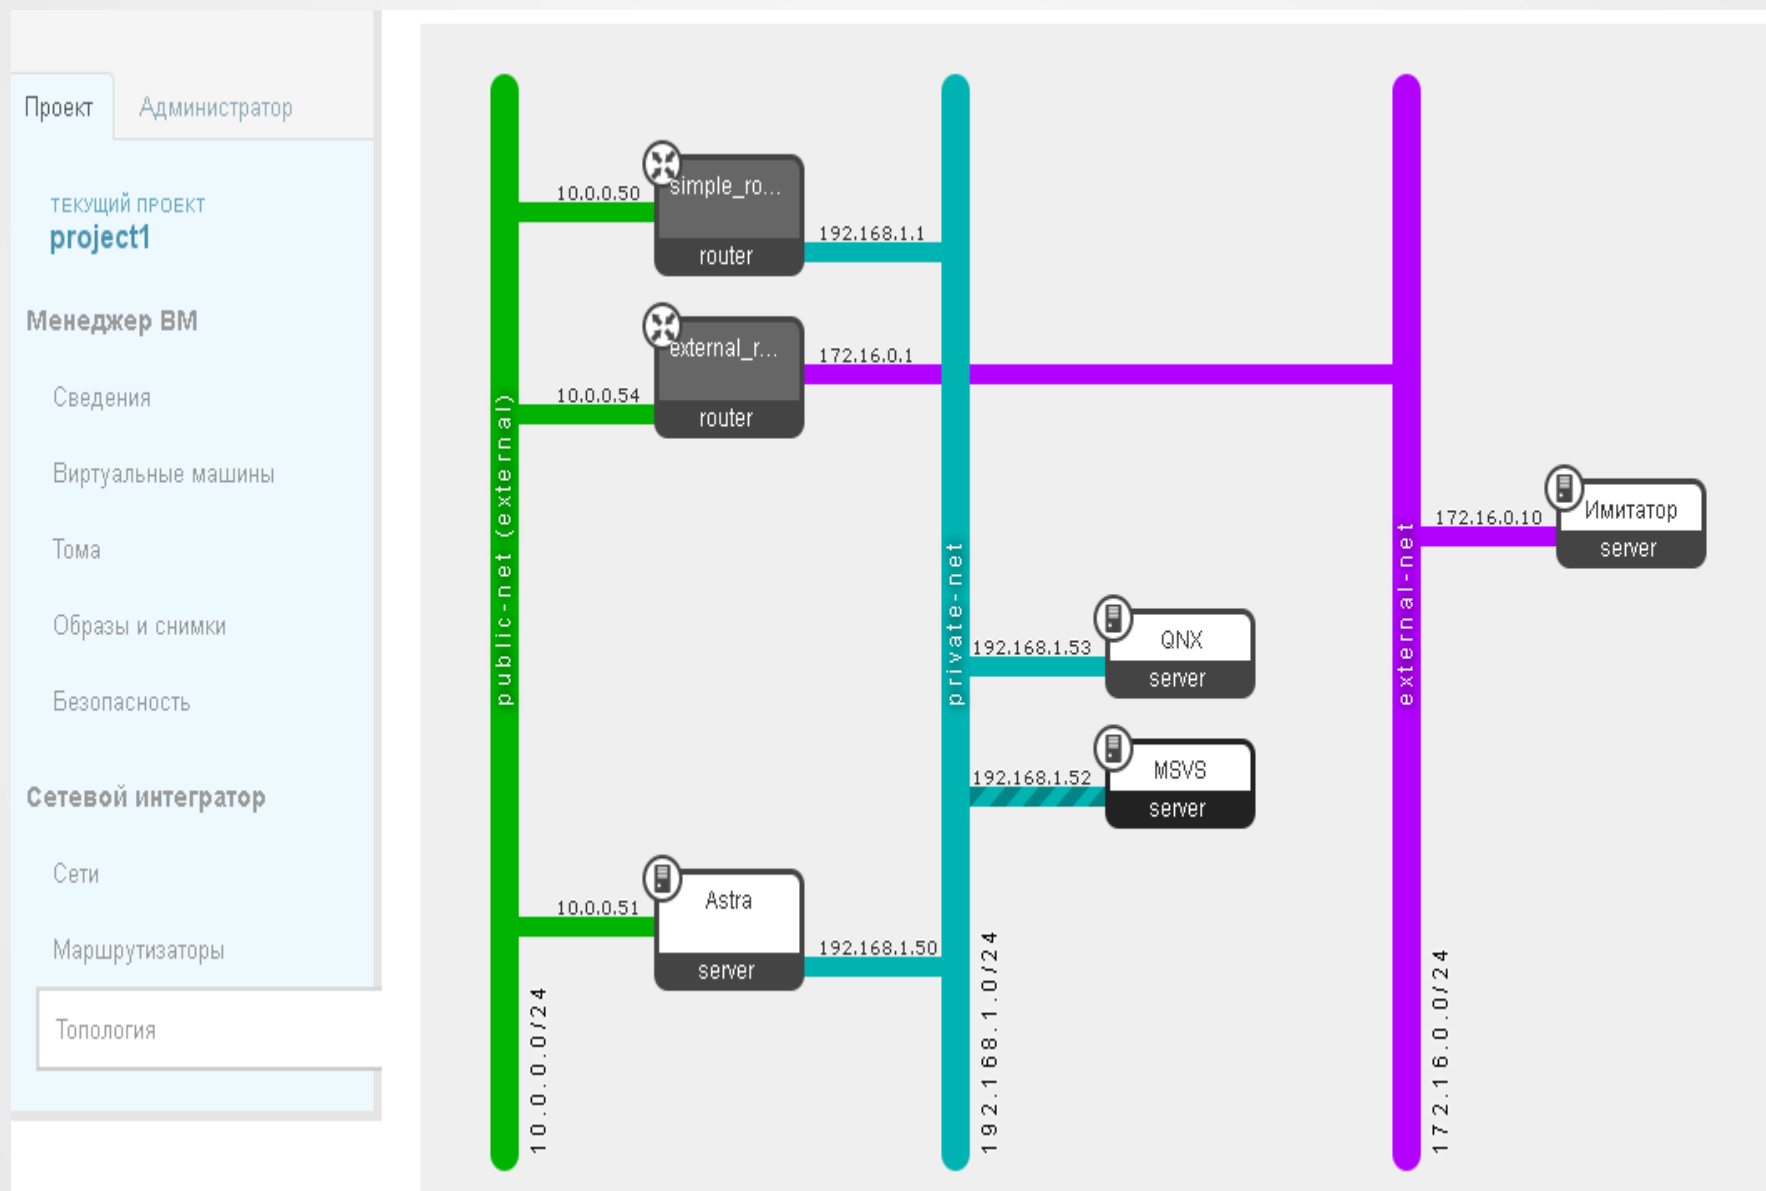 Проект
Администратор
ТЕКУЩИЙ ПРОЕКТ
project1
Менеджер ВМ
Сведения
Виртуальные машины
Тома
Образы и снимки
Безопасность
Сетевой интегратор
Сети
Маршрутизаторы
Топология
public-net (external)
10.0.0.0/24
private-net
192.168.1.0/24
external-net
172.16.0.0/24
10.0.0.50
simple_ro...
router
192.168.1.1
10.0.0.54
external_r...
router
172.16.0.1
172.16.0.10
Имитатор
server
192.168.1.53
QNX
server
192.168.1.52
MSVS
server
10.0.0.51
Astra
server
192.168.1.50